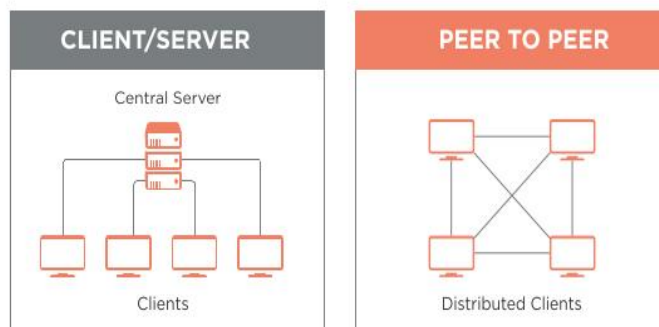 CLIENT/SERVER
Central Server
Clients
PEER TO PEER
Distributed Clients